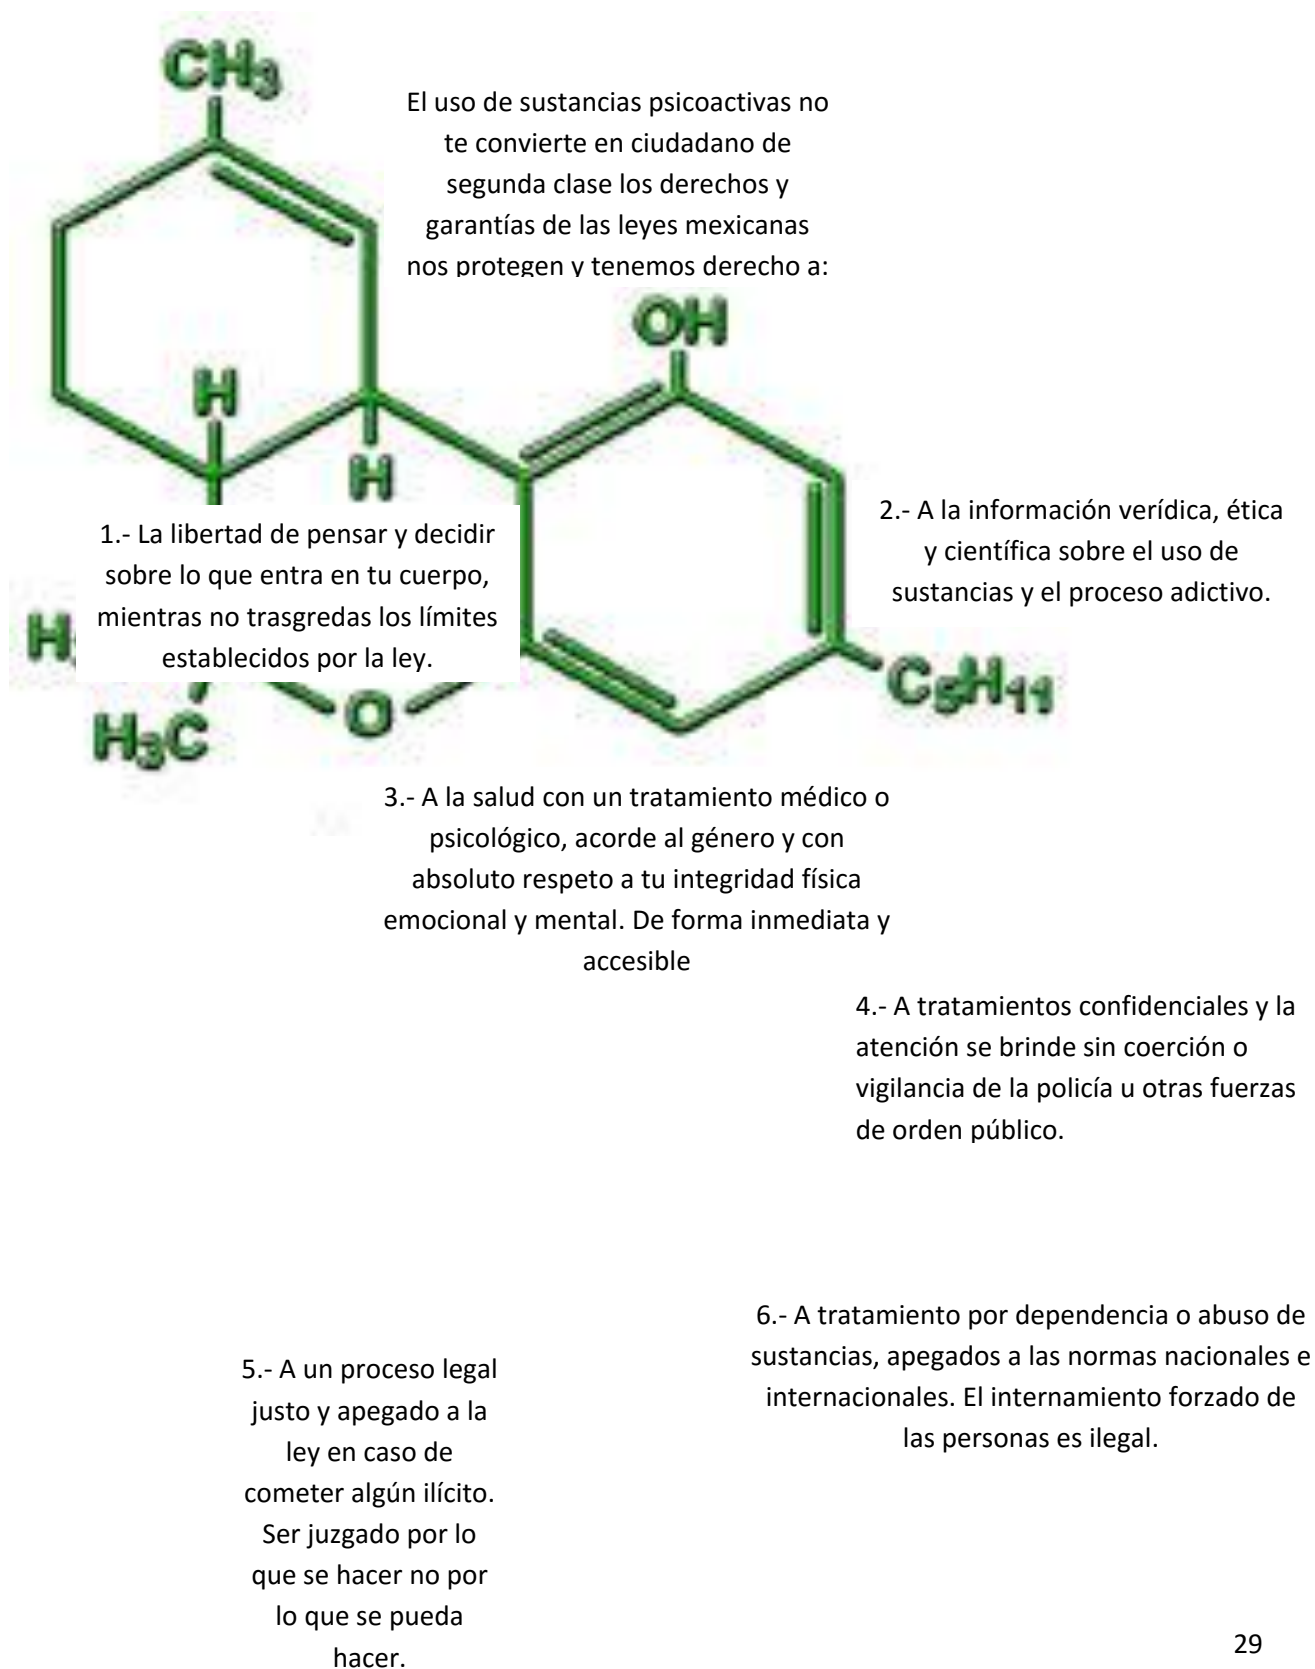 CH₃
El uso de sustancias psicoactivas no
te convierte en ciudadano de
segunda clase los derechos y
garantías de las leyes mexicanas
nos protegen y tenemos derecho a:
OH
H
H
2.- A la información verídica, ética
y científica sobre el uso de
sustancias y el proceso adictivo.
1.- La libertad de pensar y decidir
sobre lo que entra en tu cuerpo,
mientras no trasgredas los límites
establecidos por la ley.
H
H₃C
O
C₅H₁₁
3.- A la salud con un tratamiento médico o
psicológico, acorde al género y con
absoluto respeto a tu integridad física
emocional y mental. De forma inmediata y
accesible
4.- A tratamientos confidenciales y la
atención se brinde sin coerción o
vigilancia de la policía u otras fuerzas
de orden público.
6.- A tratamiento por dependencia o abuso de
sustancias, apegados a las normas nacionales e
internacionales. El internamiento forzado de
las personas es ilegal.
5.- A un proceso legal
justo y apegado a la
ley en caso de
cometer algún ilícito.
Ser juzgado por lo
que se hacer no por
lo que se pueda
hacer.
29